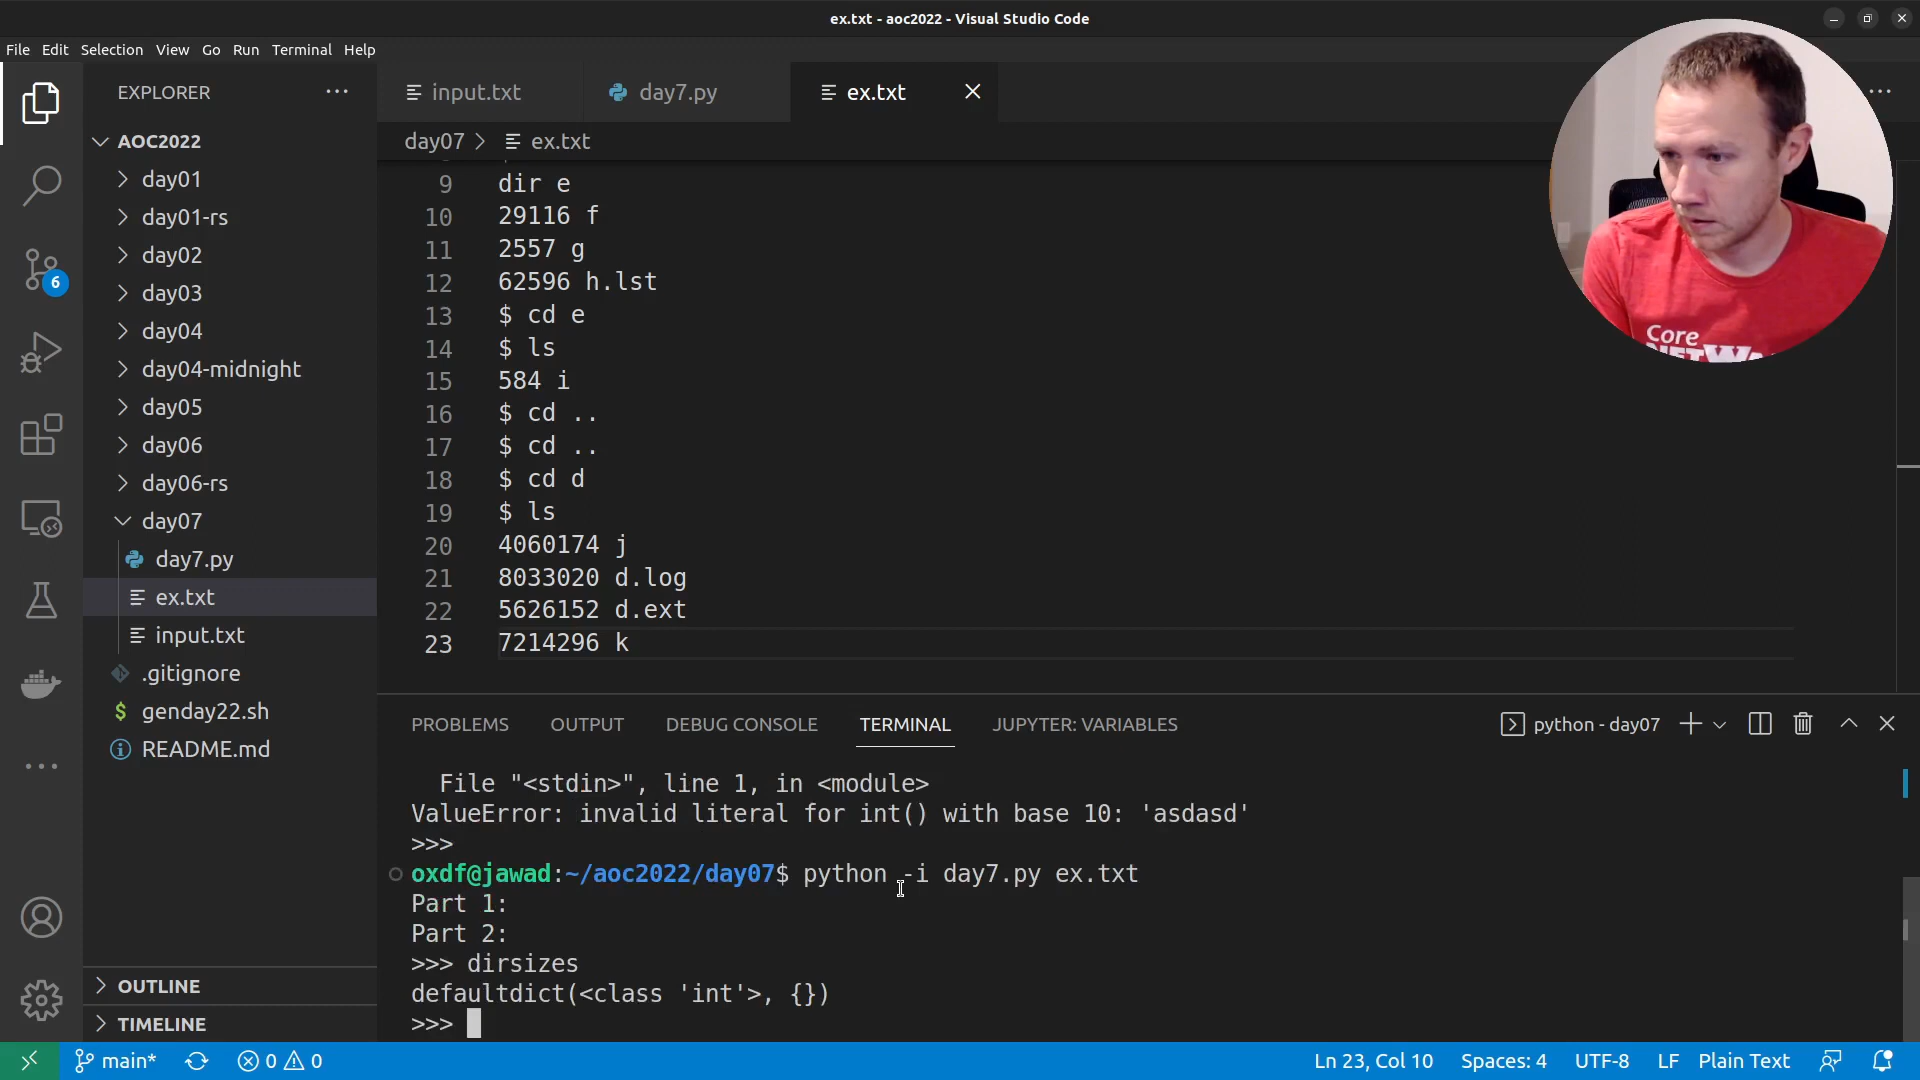 ex.txt - aoc2022 - Visual Studio Code
File Edit Selection View Go Run Terminal Help
EXPLORER
input.txt
day7.py
ex.txt
day07 > ex.txt
AOC2022
day01
day01-rs
day02
day03
day04
day04-midnight
day05
day06
day06-rs
day07
day7.py
ex.txt
input.txt
.gitignore
$ genday22.sh
README.md
OUTLINE
TIMELINE
6
9 dir e
10 29116 f
11 2557 g
12 62596 h.lst
13 $ cd e
14 $ ls
15 584 i
16 $ cd ..
17 $ cd ..
18 $ cd d
19 $ ls
20 4060174 j
21 8033020 d.log
22 5626152 d.ext
23 7214296 k
Core
PROBLEMS OUTPUT DEBUG CONSOLE TERMINAL JUPYTER: VARIABLES
python - day07
File "<stdin>", line 1, in <module>
ValueError: invalid literal for int() with base 10: 'asdasd'
>>>
oxdf@jawad:~/aoc2022/day07$ python -i day7.py ex.txt
Part 1:
Part 2:
>>> dirsizes
defaultdict(<class 'int'>, {})
>>>
main* 0 0 Ln 23, Col 10 Spaces: 4 UTF-8 LF Plain Text